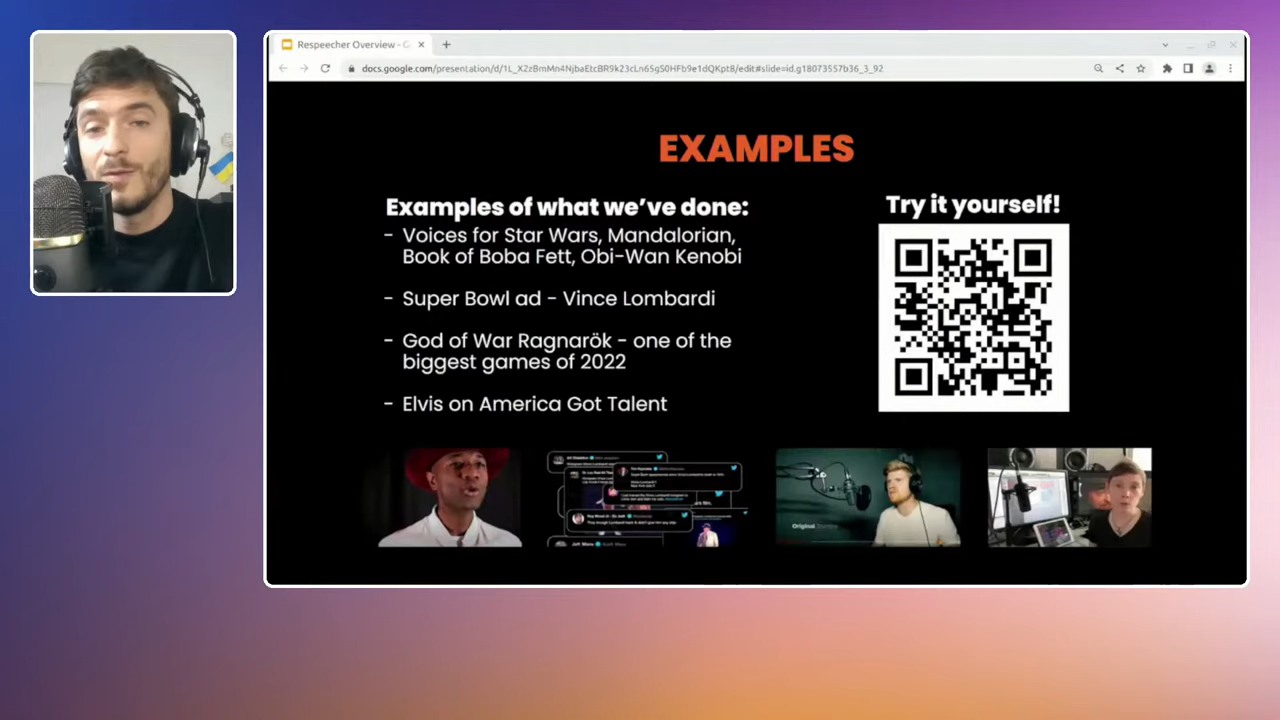 Respeecher Overview - G
docs.google.com/presentation/d/1L_X2zBmMn4NjbaEtcBR9k23cLn6SgS0HFb9e1dQKpt8/edit#slide=id.g18073557b36_3_92
EXAMPLES
Examples of what we've done:
- Voices for Star Wars, Mandalorian,
Book of Boba Fett, Obi-Wan Kenobi
- Super Bowl ad - Vince Lombardi
- God of War Ragnarök - one of the
biggest games of 2022
- Elvis on America Got Talent
Try it yourself!
Original